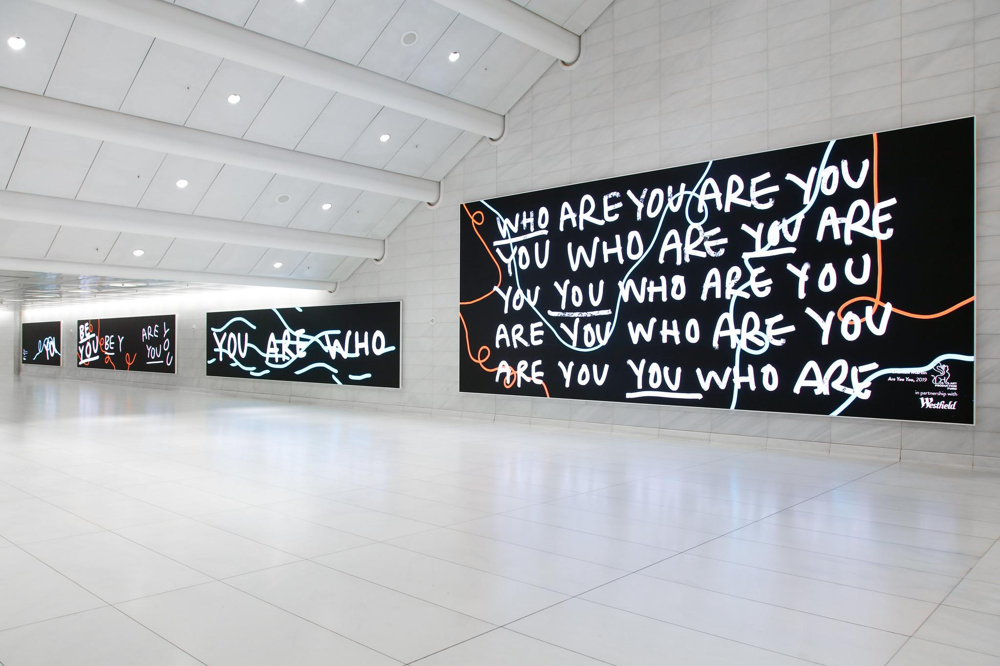 WHO ARE YOU ARE YOU
YOU WHO ARE YOU ARE
YOU YOU WHO ARE YOU
ARE YOU WHO ARE YOU
ARE YOU YOU WHO ARE
Shantell Martin
Are You You, 2019
ART
PRODUCTION
FUND
in partnership with
Westfield
YOU ARE WHO
BE
YOU
BE Y
ARE
YOU
YOU
YOU